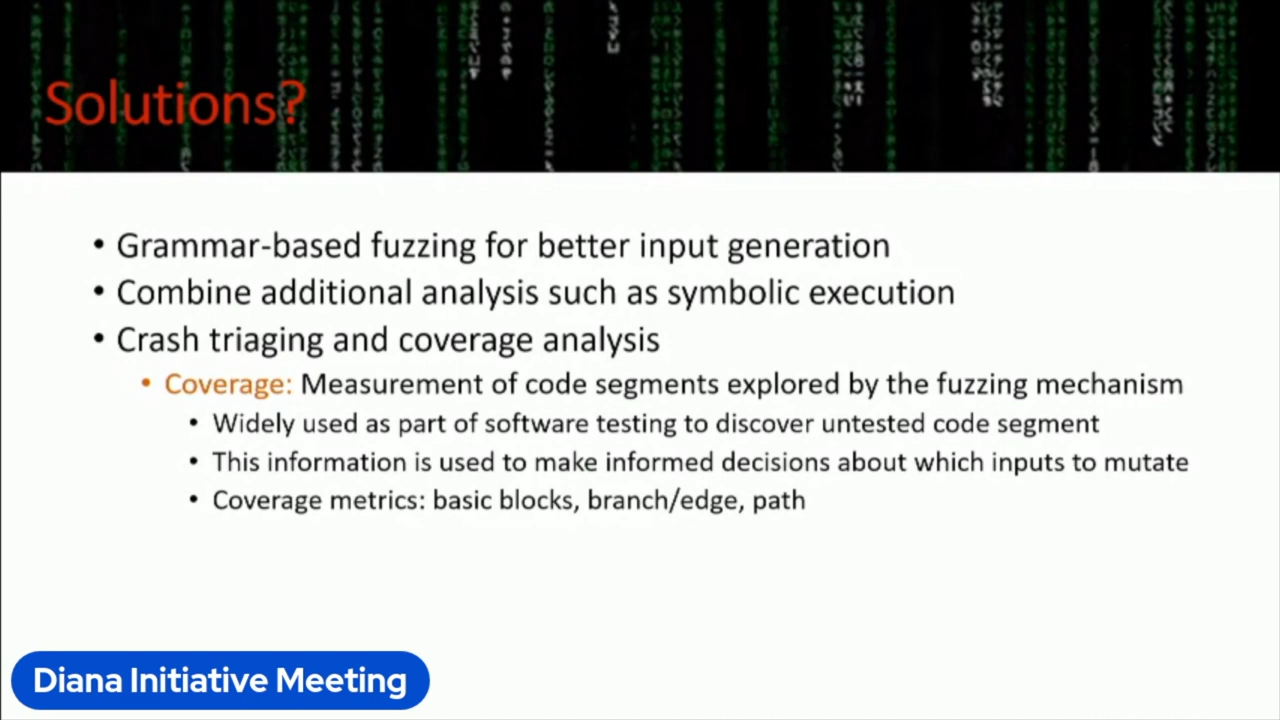 Solutions?
• Grammar-based fuzzing for better input generation
• Combine additional analysis such as symbolic execution
• Crash triaging and coverage analysis
• Coverage: Measurement of code segments explored by the fuzzing mechanism
• Widely used as part of software testing to discover untested code segment
• This information is used to make informed decisions about which inputs to mutate
• Coverage metrics: basic blocks, branch/edge, path
Diana Initiative Meeting